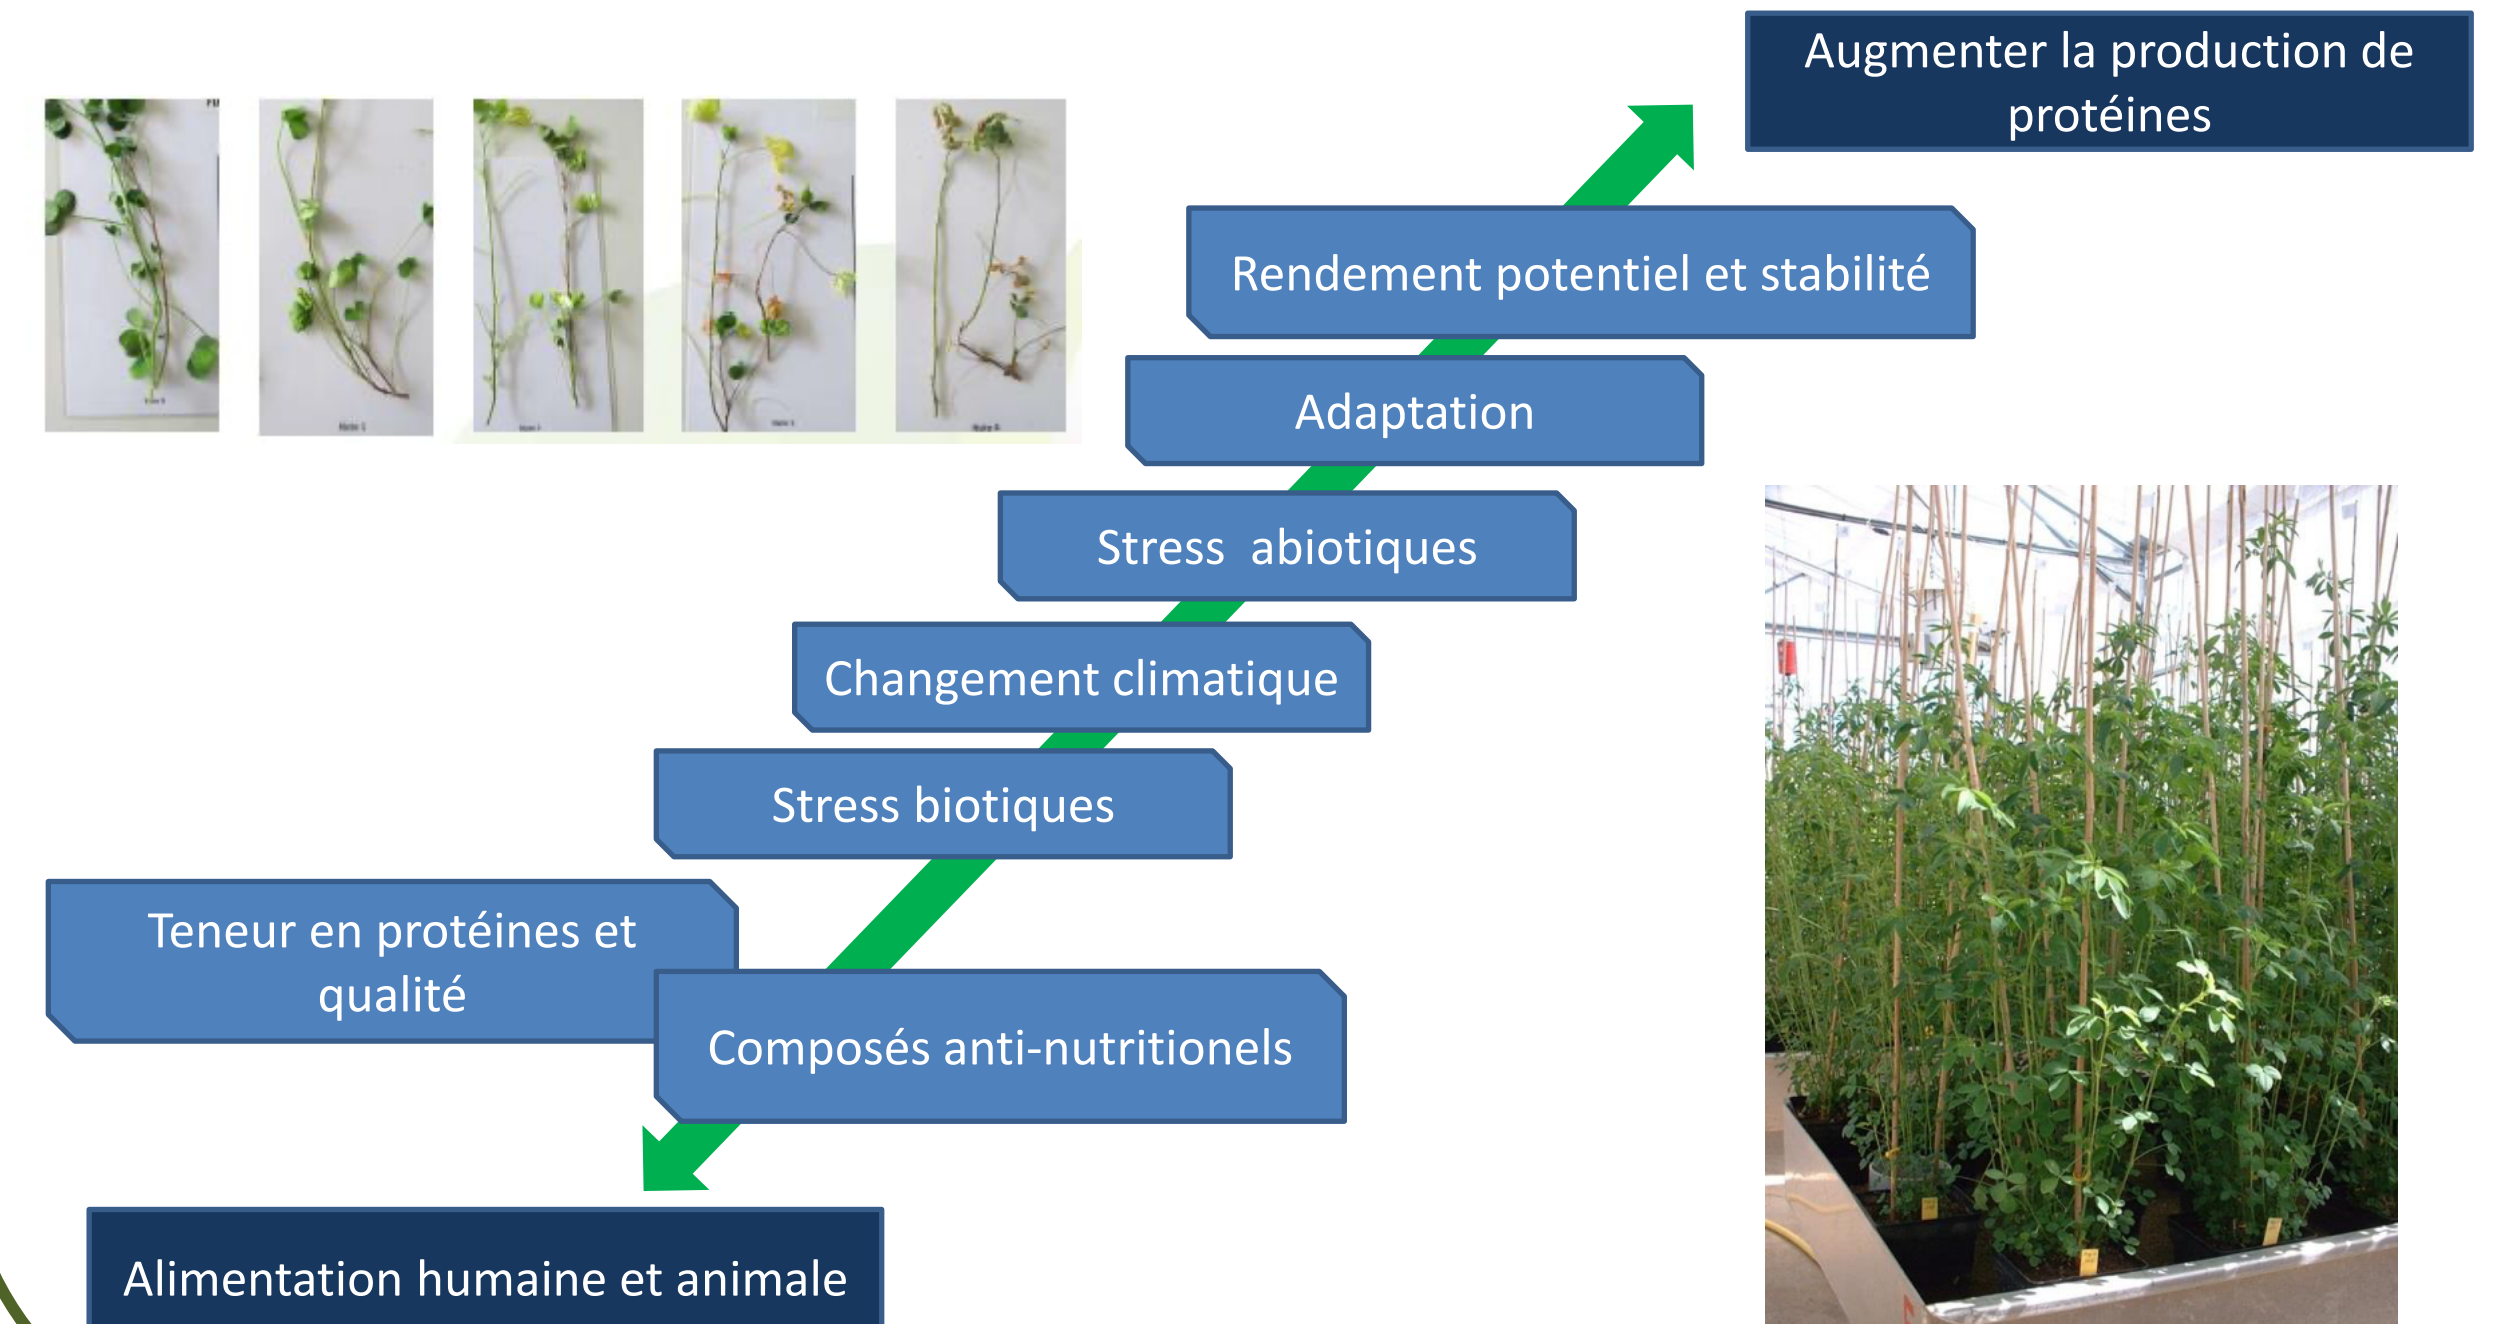 Augmenter la production de
protéines
Rendement potentiel et stabilité
Adaptation
Stress  abiotiques
Changement climatique
Stress biotiques
Teneur en protéines et
qualité
Composés anti-nutritionels
Alimentation humaine et animale